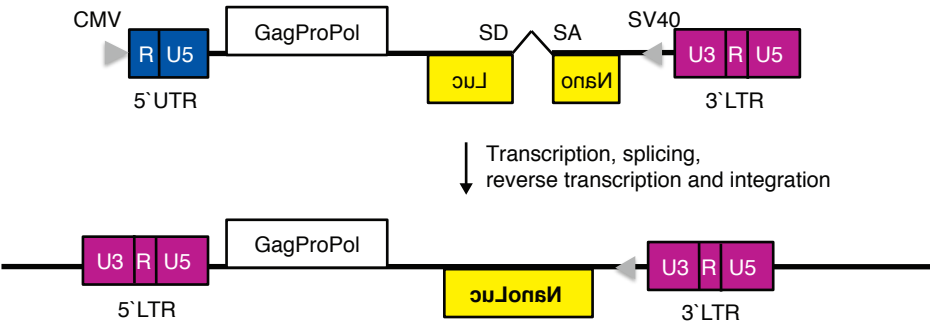 CMV
GagProPol
SD
SA
SV40
R U5
U3 R U5
Luc
Nano
5`UTR
3`LTR
Transcription, splicing,
reverse transcription and integration
GagProPol
U3 R U5
U3 R U5
NanoLuc
5`LTR
3`LTR